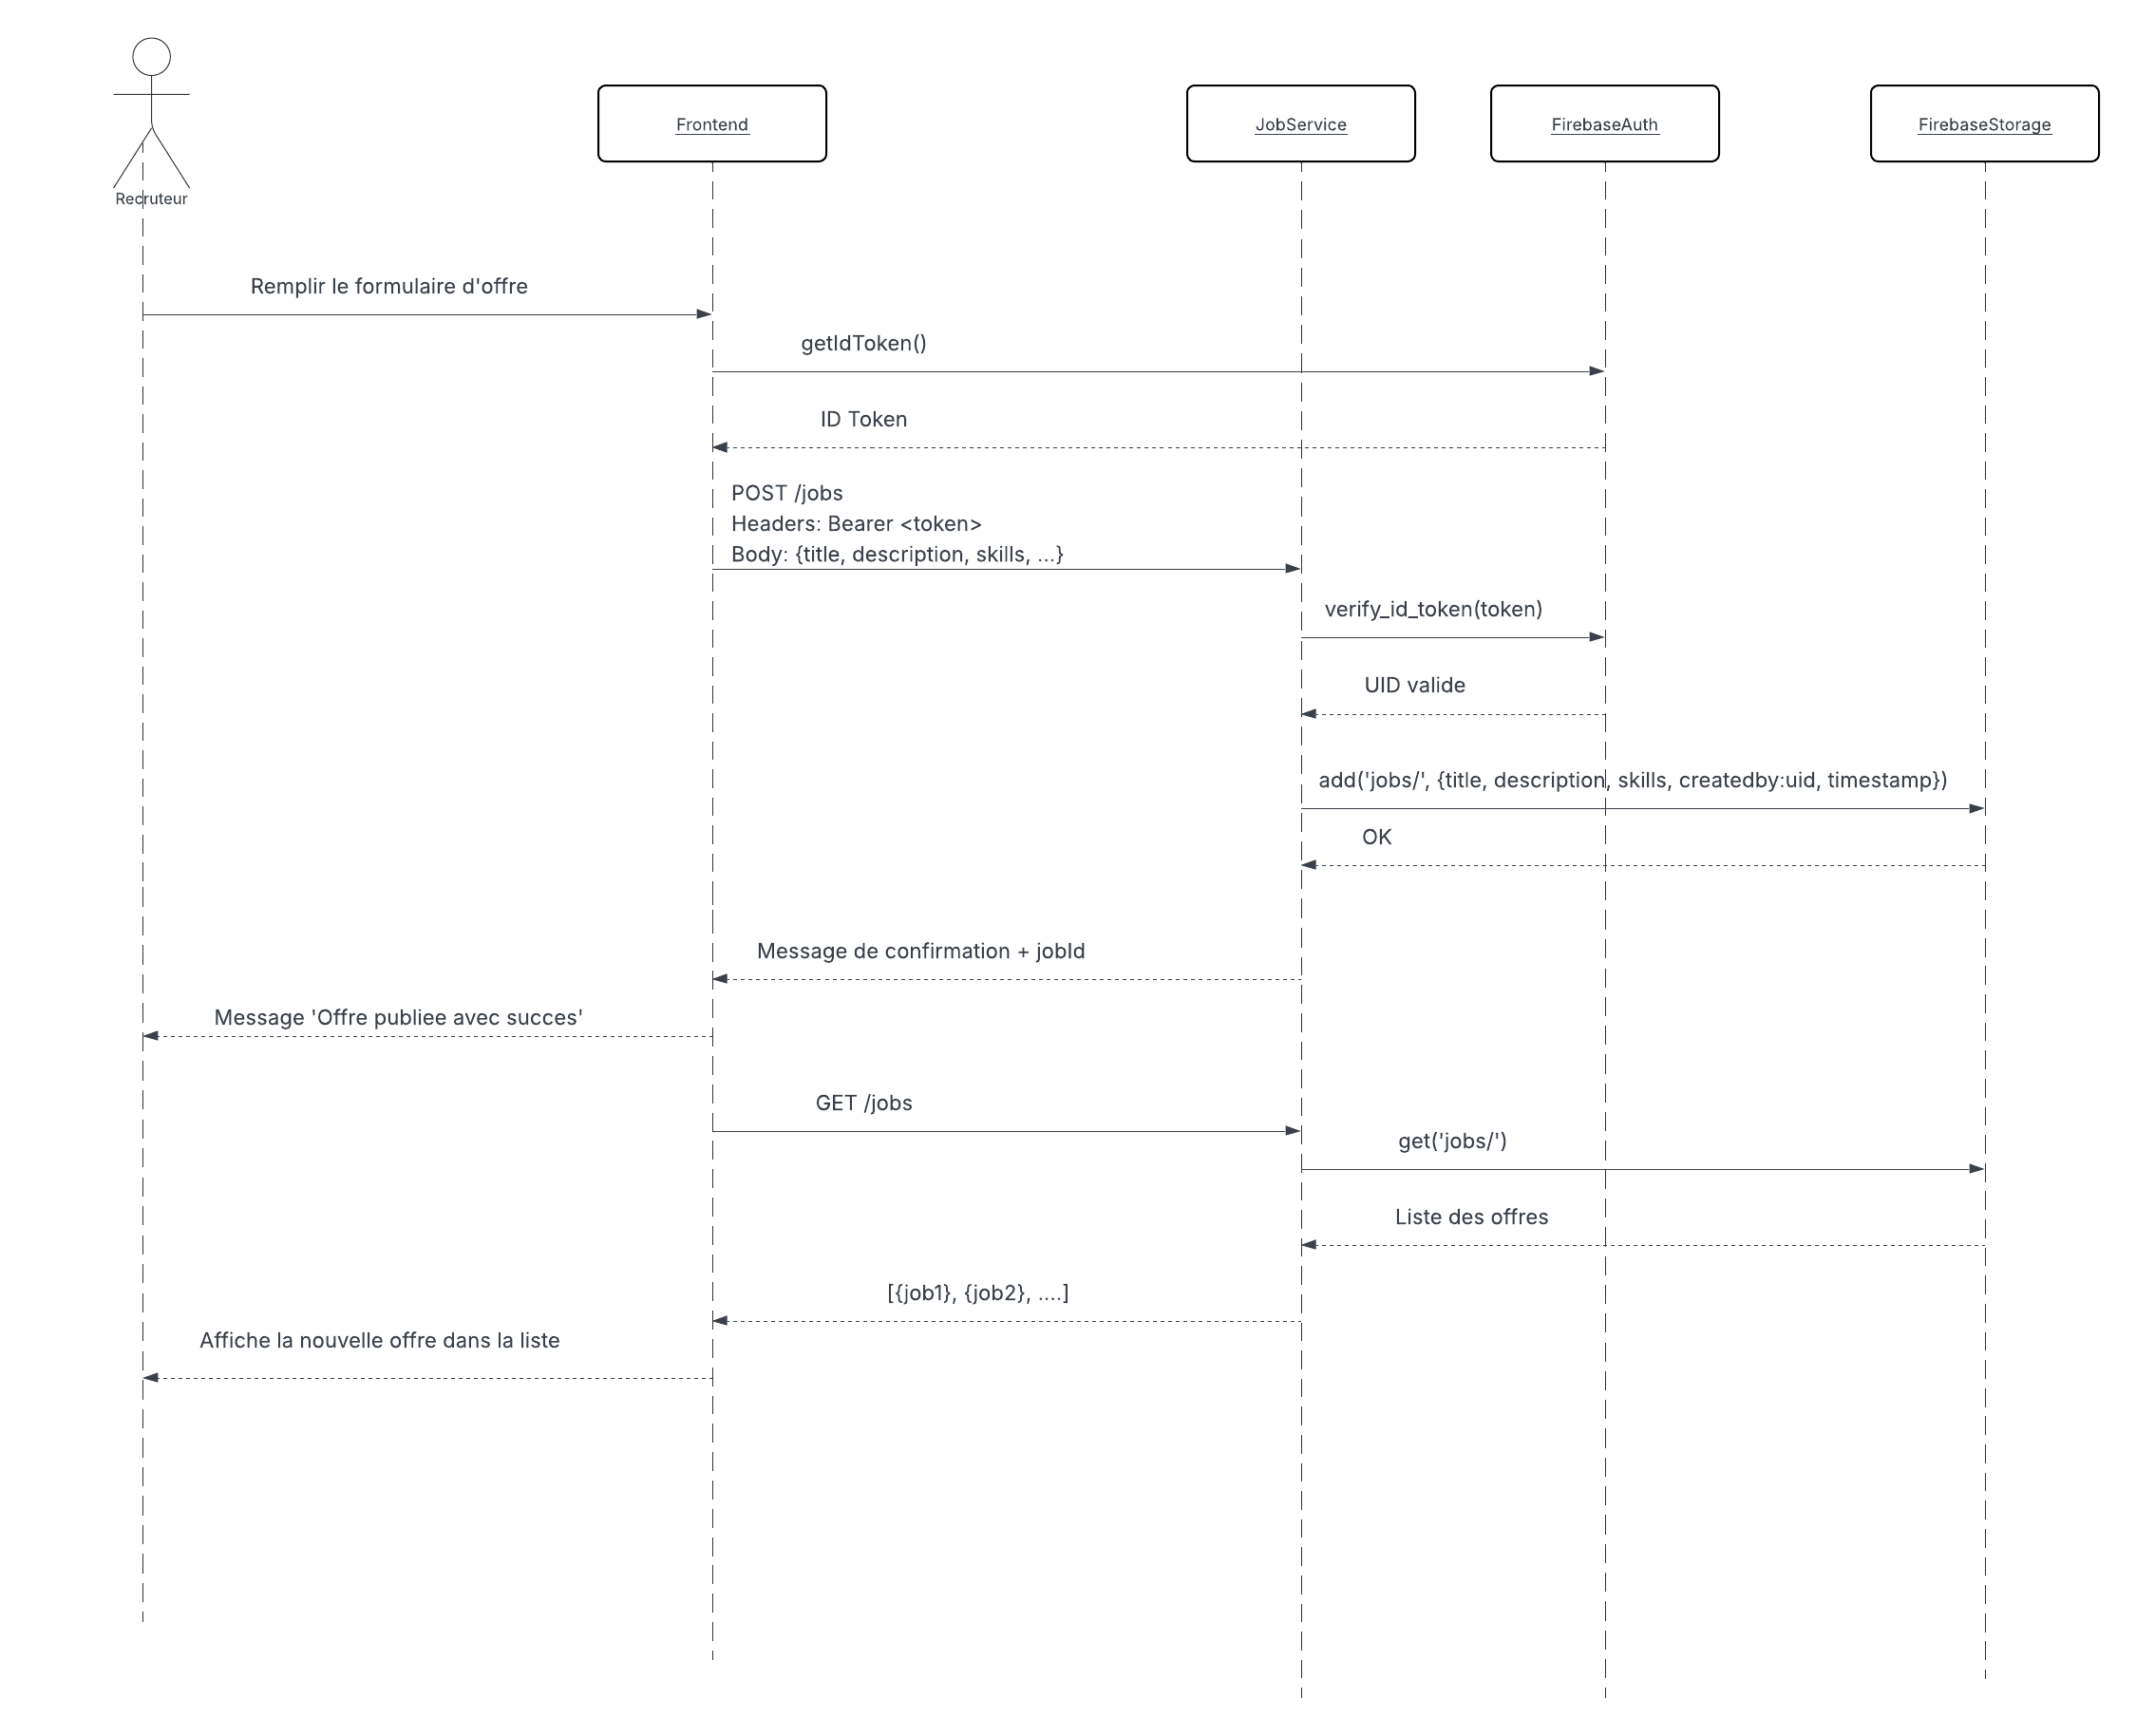 Recruteur
Frontend
JobService
FirebaseAuth
FirebaseStorage
Remplir le formulaire d'offre
getIdToken()
ID Token
POST /jobs
Headers: Bearer <token>
Body: {title, description, skills, ...}
verify_id_token(token)
UID valide
add('jobs/', {title, description, skills, createdby:uid, timestamp})
OK
Message de confirmation + jobId
Message 'Offre publiee avec succes'
GET /jobs
get('jobs/')
Liste des offres
[{job1}, {job2}, ....]
Affiche la nouvelle offre dans la liste